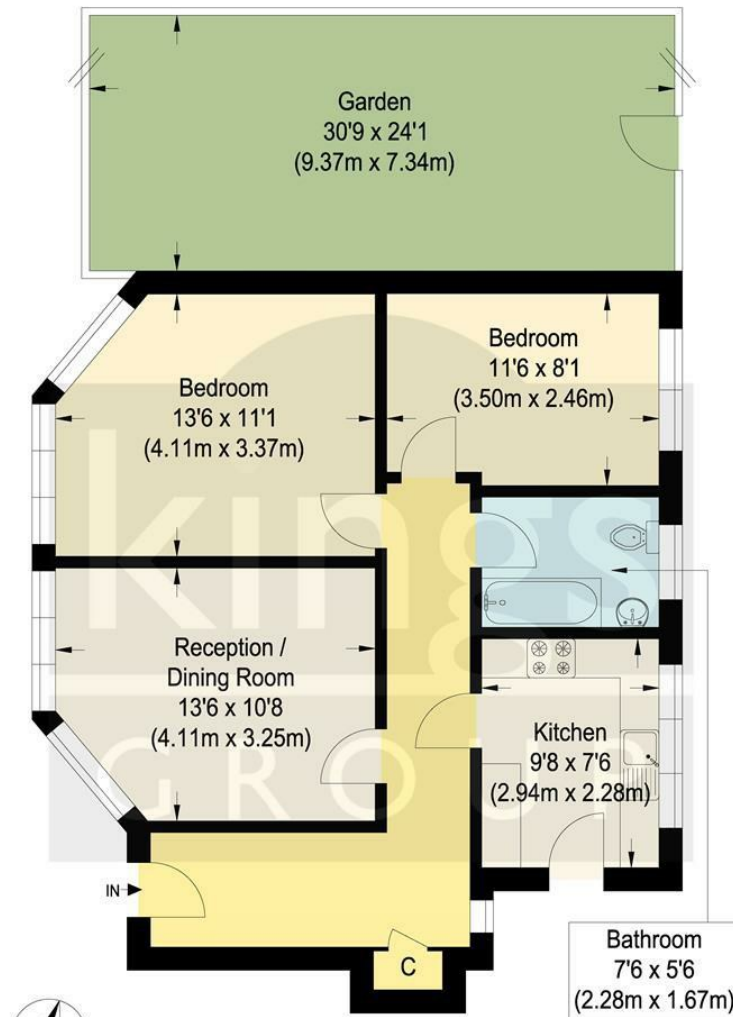 Garden
30'9 x 24'1
(9.37m x 7.34m)
Bedroom
11'6 x 8'1
(3.50m x 2.46m)
Bedroom
13'6 x 11'1
(4.11m x 3.37m)
kings
GROUP
Reception /
Dining Room
13'6 x 10'8
(4.11m x 3.25m)
Kitchen
9'8 x 7'6
(2.94m x 2.28m)
IN
C
Bathroom
7'6 x 5'6
(2.28m x 1.67m)